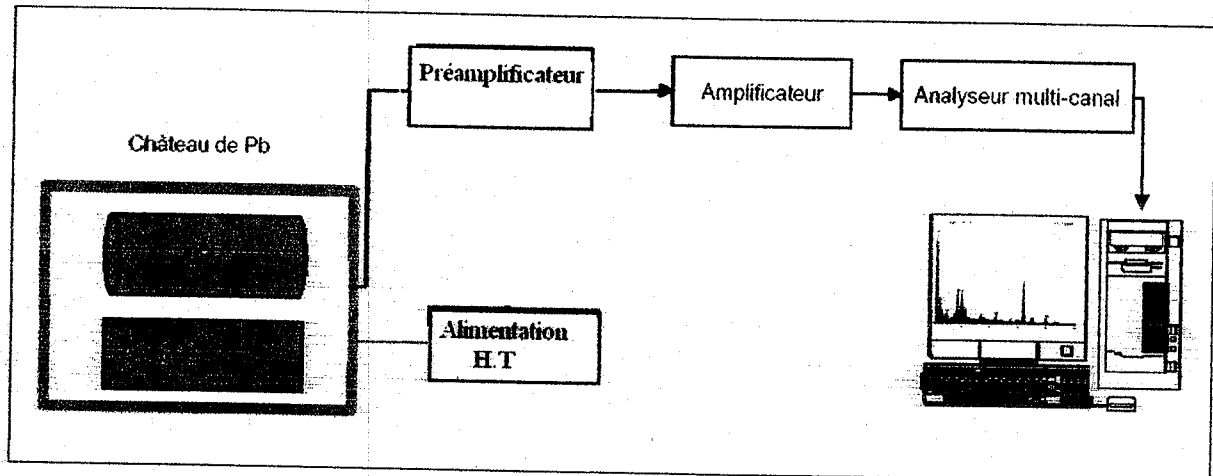 Préamplificateur
Amplificateur
Analyseur multi-canal
Château de Pb
Alimentation
H.T